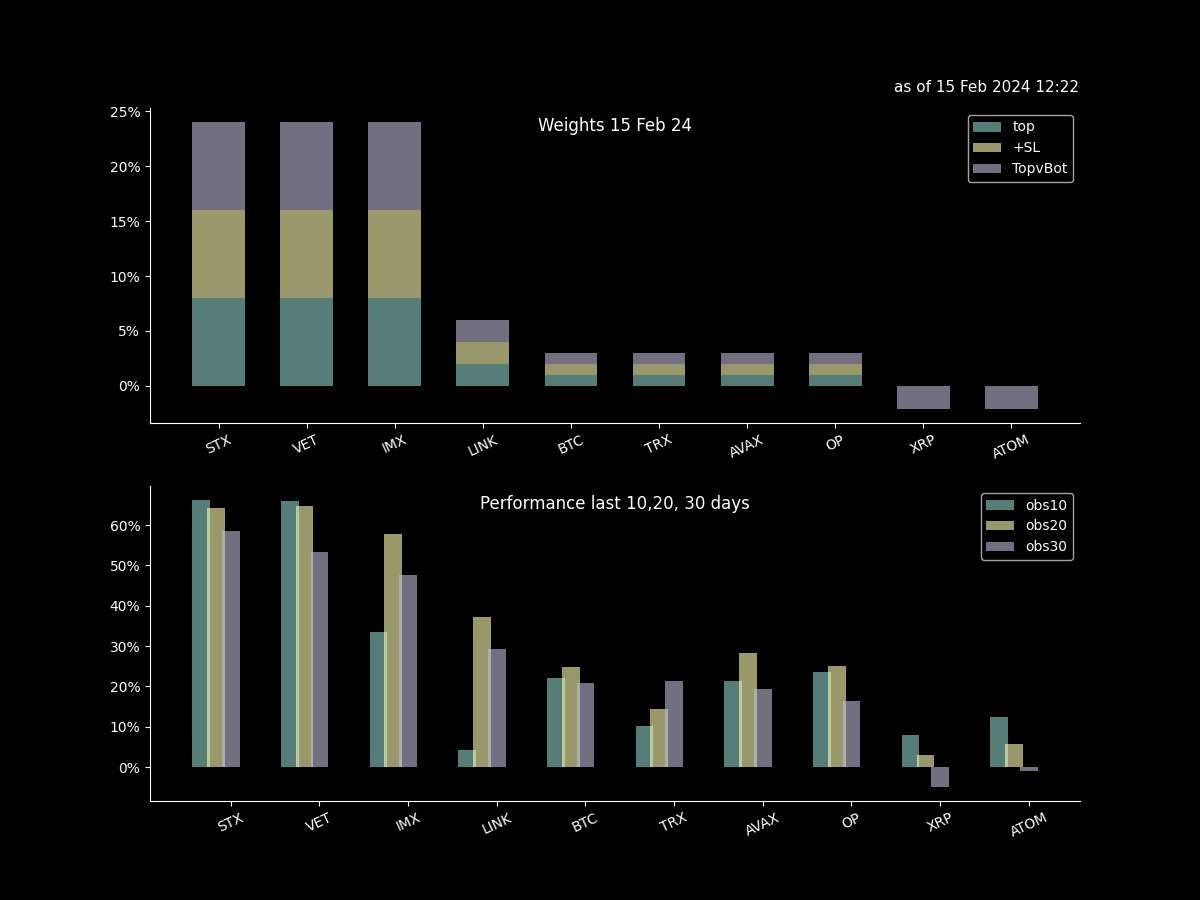 as of 15 Feb 2024 12:22
Weights 15 Feb 24
top
+SL
TopvBot
25%
20%
15%
10%
5%
0%
STX VET IMX LINK BTC TRX AVAX OP XRP ATOM
Performance last 10,20, 30 days
obs10
obs20
obs30
60%
50%
40%
30%
20%
10%
0%
STX VET IMX LINK BTC TRX AVAX OP XRP ATOM